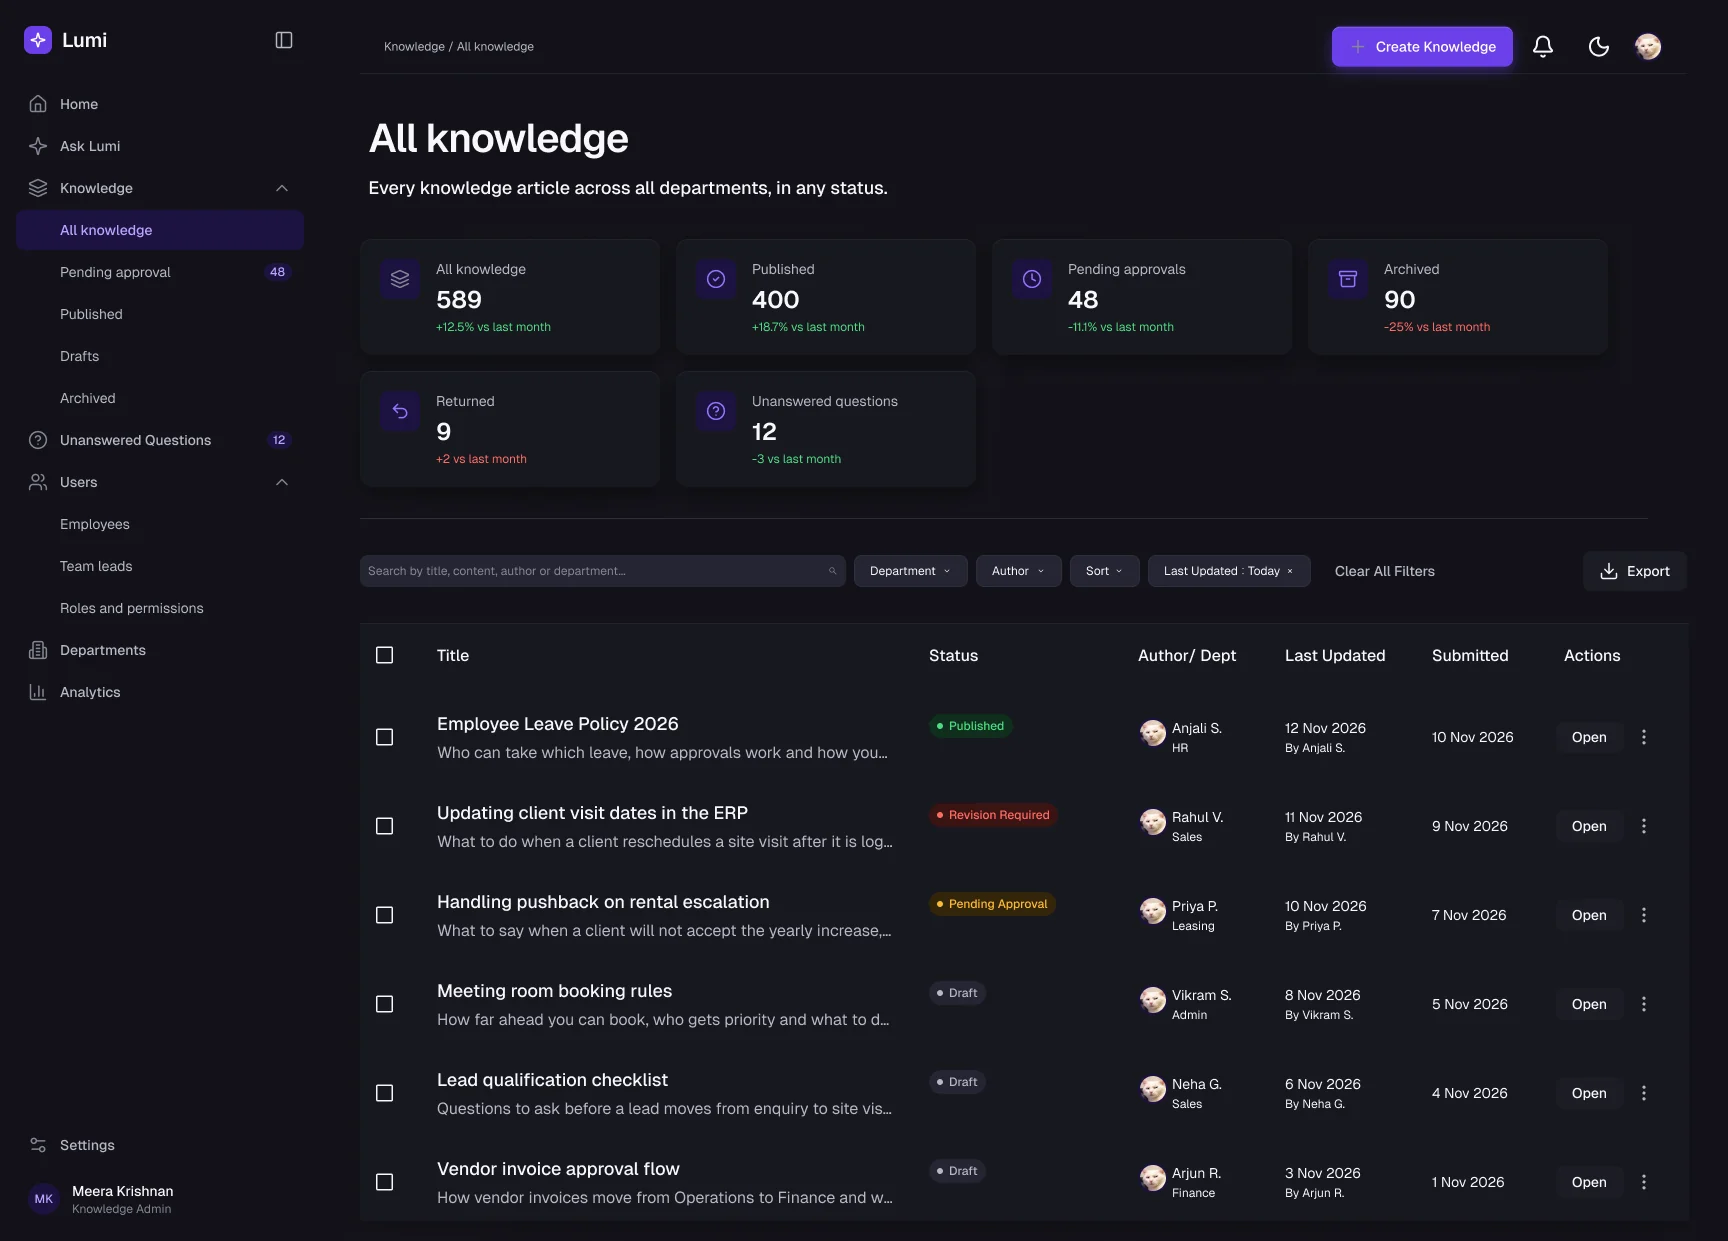 Lumi
Home
Ask Lumi
Knowledge
All knowledge
Pending approval 48
Published
Drafts
Archived
Unanswered Questions 12
Users
Employees
Team leads
Roles and permissions
Departments
Analytics
Settings
MK
Meera Krishnan
Knowledge Admin
Knowledge / All knowledge
+ Create Knowledge
All knowledge
Every knowledge article across all departments, in any status.
All knowledge
589
+12.5% vs last month
Published
400
+18.7% vs last month
Pending approvals
48
-11.1% vs last month
Archived
90
-25% vs last month
Returned
9
+2 vs last month
Unanswered questions
12
-3 vs last month
Search by title, content, author or department...
Department
Author
Sort
Last Updated : Today ×
Clear All Filters
Export
Title Status Author/ Dept Last Updated Submitted Actions
Employee Leave Policy 2026
Who can take which leave, how approvals work and how you...
Published
Anjali S.
HR
12 Nov 2026
By Anjali S.
10 Nov 2026
Open
Updating client visit dates in the ERP
What to do when a client reschedules a site visit after it is log...
Revision Required
Rahul V.
Sales
11 Nov 2026
By Rahul V.
9 Nov 2026
Open
Handling pushback on rental escalation
What to say when a client will not accept the yearly increase,...
Pending Approval
Priya P.
Leasing
10 Nov 2026
By Priya P.
7 Nov 2026
Open
Meeting room booking rules
How far ahead you can book, who gets priority and what to d...
Draft
Vikram S.
Admin
8 Nov 2026
By Vikram S.
5 Nov 2026
Open
Lead qualification checklist
Questions to ask before a lead moves from enquiry to site vis...
Draft
Neha G.
Sales
6 Nov 2026
By Neha G.
4 Nov 2026
Open
Vendor invoice approval flow
How vendor invoices move from Operations to Finance and w...
Draft
Arjun R.
Finance
3 Nov 2026
By Arjun R.
1 Nov 2026
Open